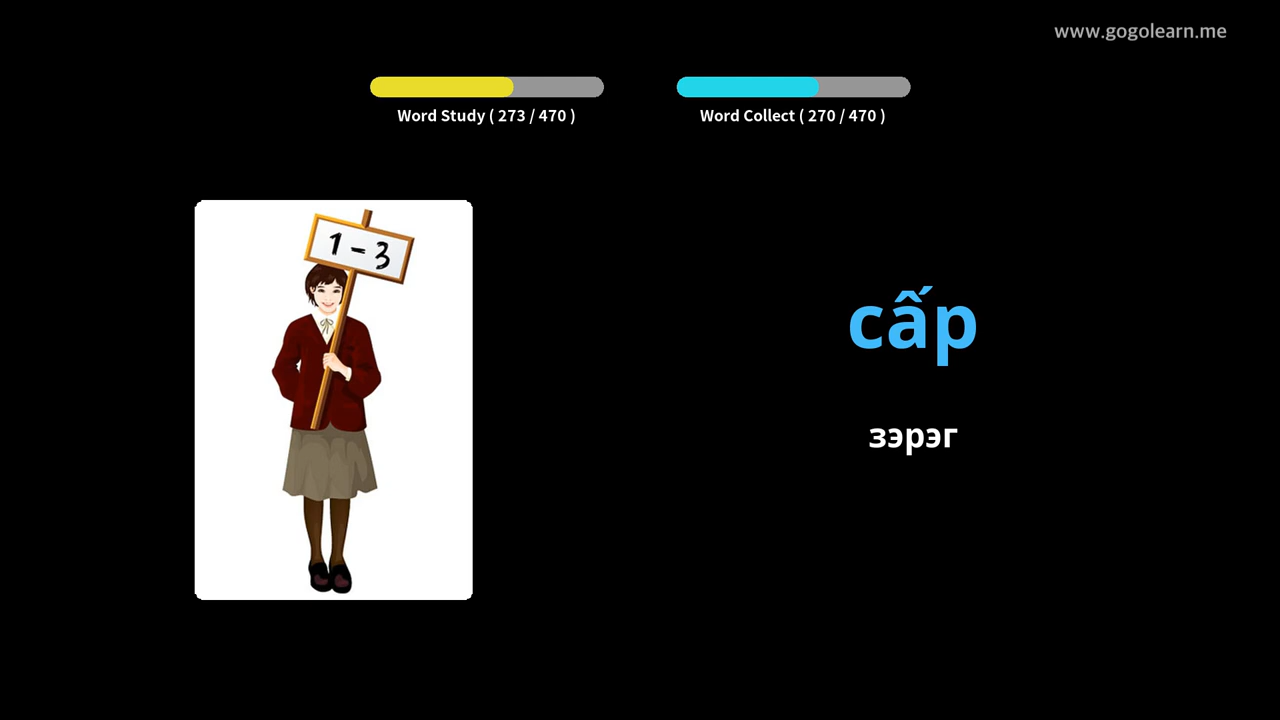 www.gogolearn.me
Word Study ( 273 / 470 )
Word Collect ( 270 / 470 )
1 - 3
cấp
зэрэг